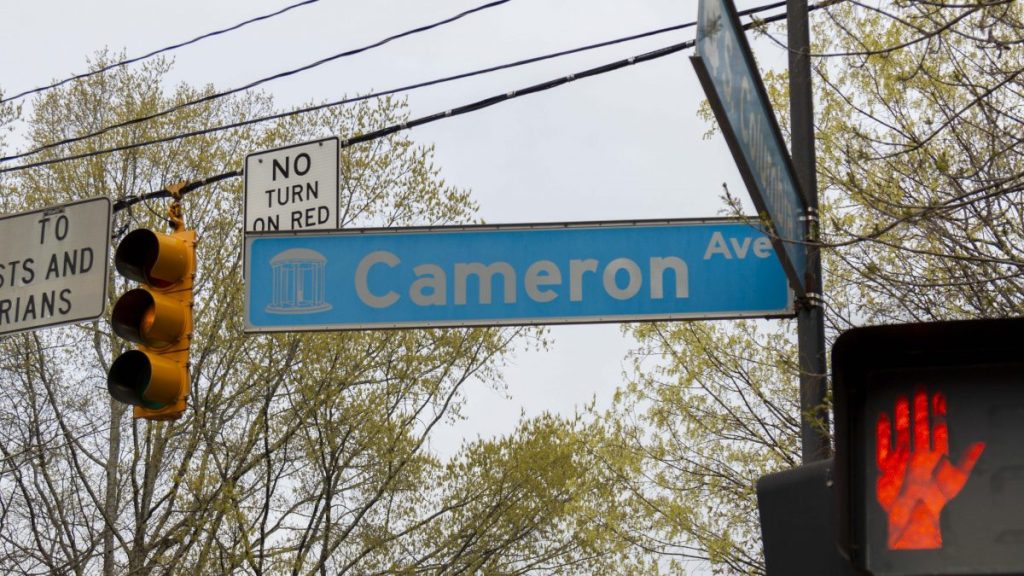 NO
TURN
ON RED
TO
STS AND
RIANS
Cameron Ave